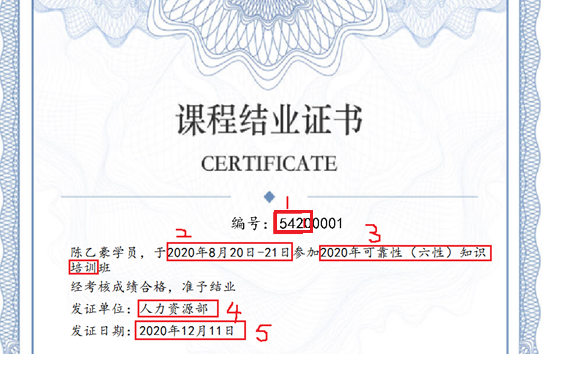 课程结业证书
CERTIFICATE
1
编号：54200001
2
3
陈乙豪学员，于2020年8月20日-21日参加2020年可靠性（六性）知识
培训班
经考核成绩合格，准予结业
发证单位：人力资源部
4
发证日期：2020年12月11日
5